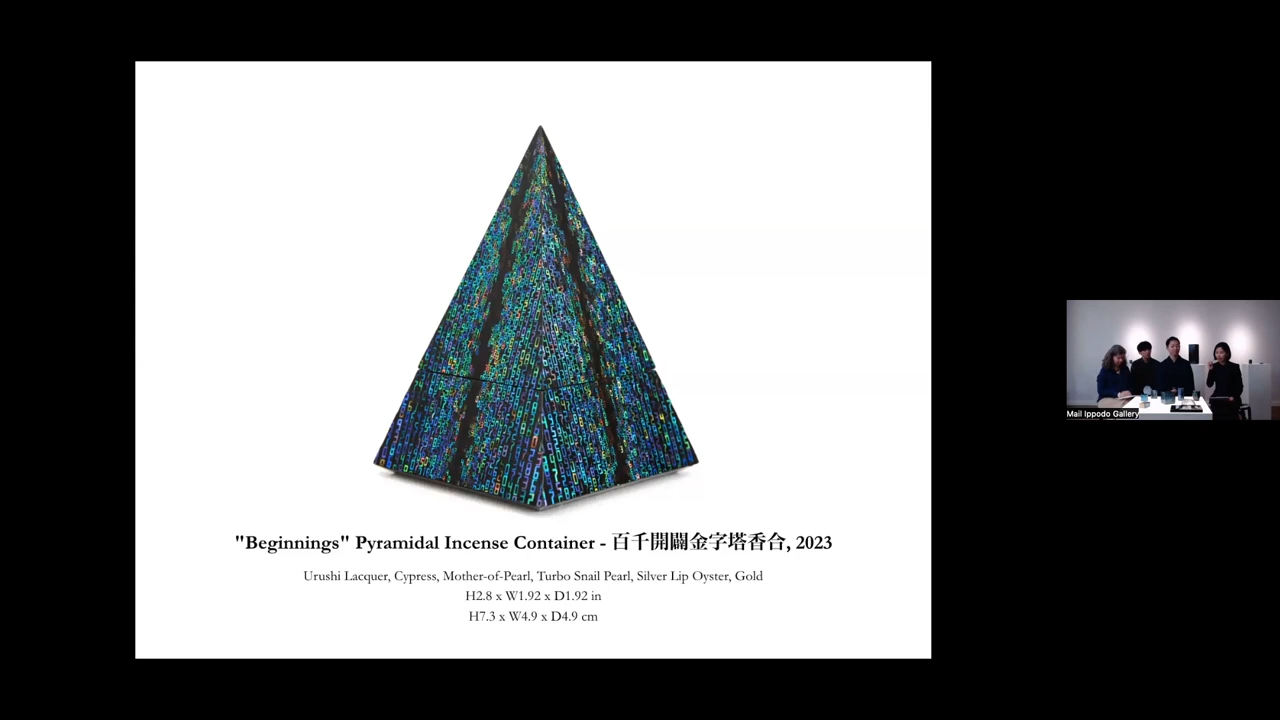 "Beginnings" Pyramidal Incense Container - 百千開闢金字塔香合, 2023
Urushi Lacquer, Cypress, Mother-of-Pearl, Turbo Snail Pearl, Silver Lip Oyster, Gold
H2.8 x W1.92 x D1.92 in
H7.3 x W4.9 x D4.9 cm
Mail Ippodo Gallery